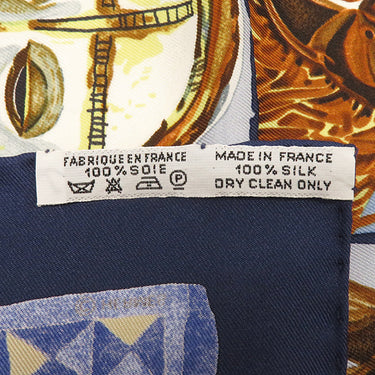 FABRIQUE EN FRANCE
100% SOIE
P
MADE IN FRANCE
100% SILK
DRY CLEAN ONLY